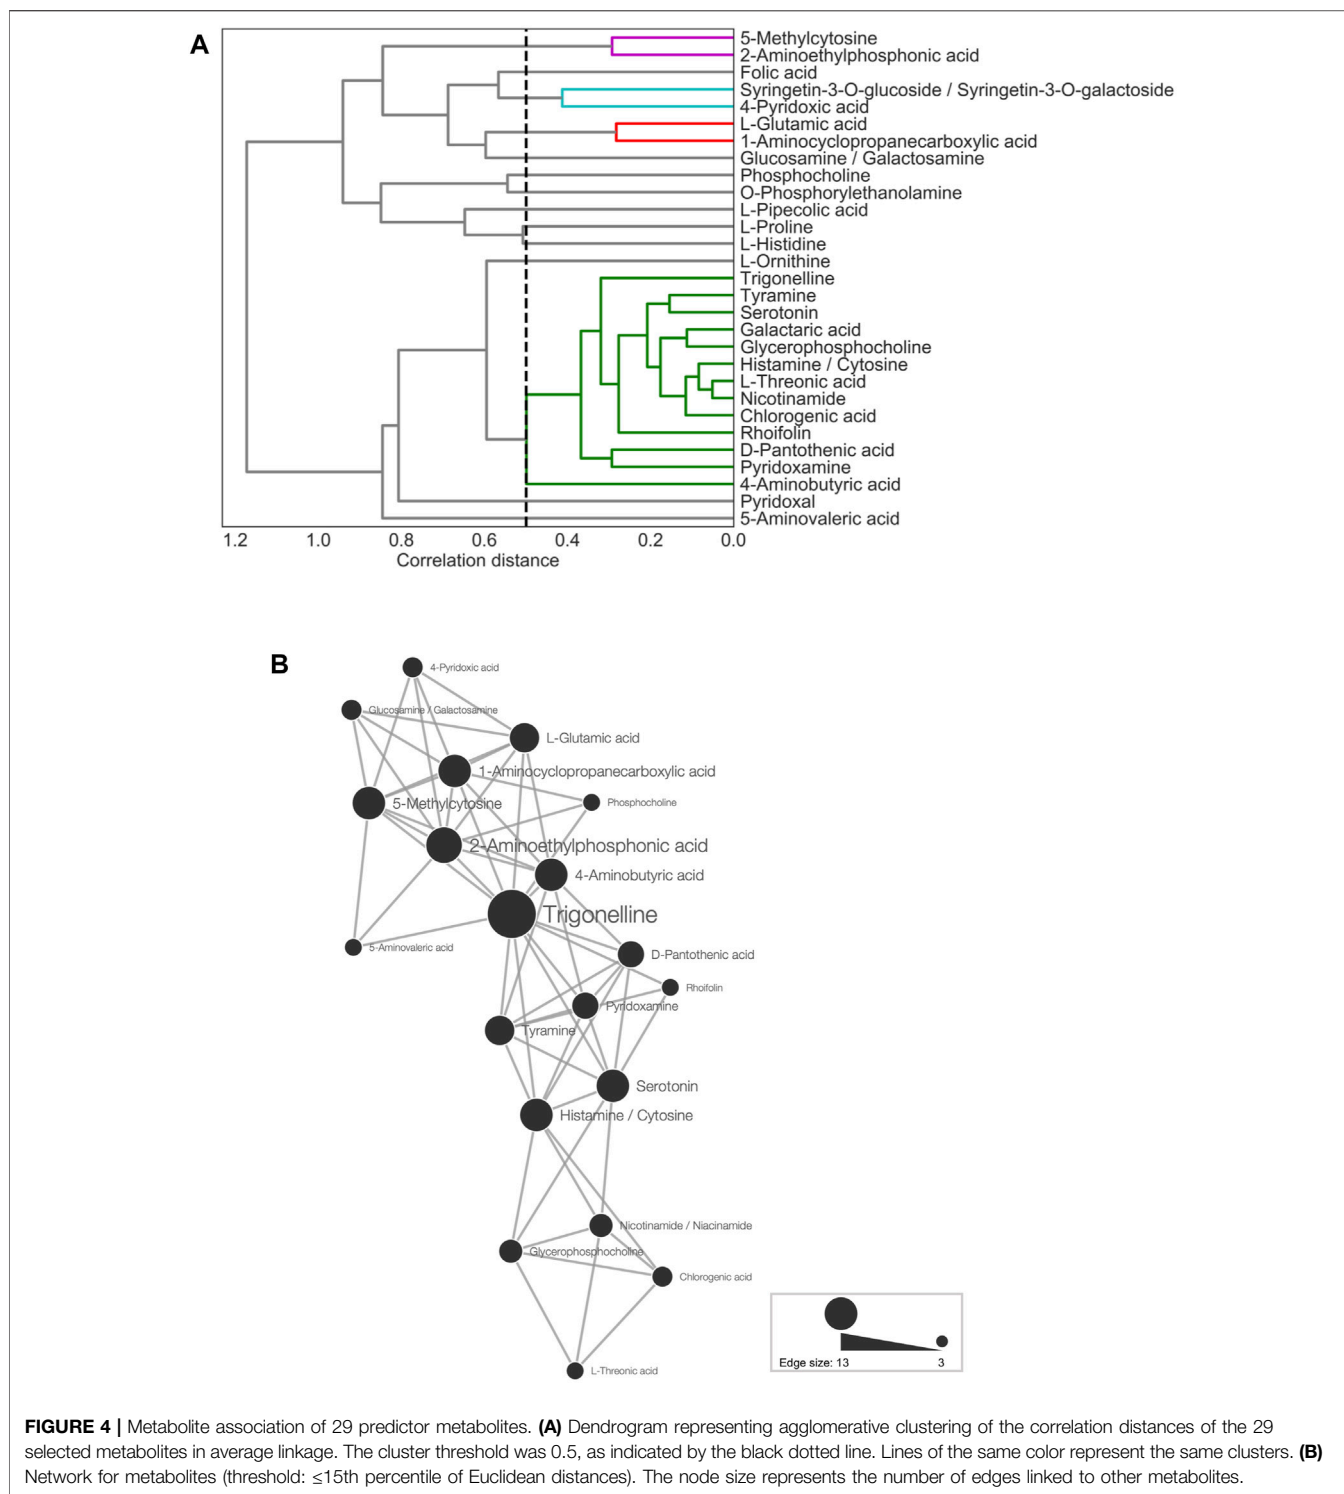 A
5-Methylcytosine
2-Aminoethylphosphonic acid
Folic acid
Syringetin-3-O-glucoside / Syringetin-3-O-galactoside
4-Pyridoxic acid
L-Glutamic acid
1-Aminocyclopropanecarboxylic acid
Glucosamine / Galactosamine
Phosphocholine
O-Phosphorylethanolamine
L-Pipecolic acid
L-Proline
L-Histidine
L-Ornithine
Trigonelline
Tyramine
Serotonin
Galactaric acid
Glycerophosphocholine
Histamine / Cytosine
L-Threonic acid
Nicotinamide
Chlorogenic acid
Rhoifolin
D-Pantothenic acid
Pyridoxamine
4-Aminobutyric acid
Pyridoxal
5-Aminovaleric acid
1.2 1.0 0.8 0.6 0.4 0.2 0.0
Correlation distance
B
4-Pyridoxic acid
Glucosamine / Galactosamine
L-Glutamic acid
1-Aminocyclopropanecarboxylic acid
5-Methylcytosine
Phosphocholine
2-Aminoethylphosphonic acid
4-Aminobutyric acid
Trigonelline
5-Aminovaleric acid
D-Pantothenic acid
Rhoifolin
Pyridoxamine
Tyramine
Serotonin
Histamine / Cytosine
Nicotinamide / Niacinamide
Glycerophosphocholine
Chlorogenic acid
L-Threonic acid
Edge size: 13 3
FIGURE 4 | Metabolite association of 29 predictor metabolites. (A) Dendrogram representing agglomerative clustering of the correlation distances of the 29
selected metabolites in average linkage. The cluster threshold was 0.5, as indicated by the black dotted line. Lines of the same color represent the same clusters. (B)
Network for metabolites (threshold: ≤15th percentile of Euclidean distances). The node size represents the number of edges linked to other metabolites.